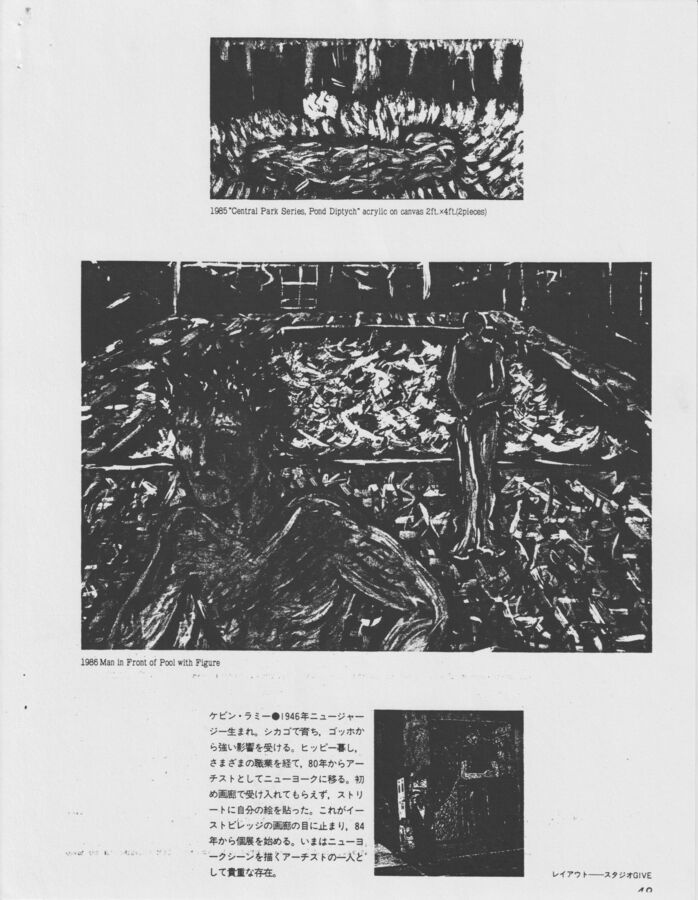 1985"Central Park Series, Pond Diptych" acrylic on canvas 2ft.×4ft.(2pieces)
1986 Man in Front of Pool with Figure
ケビン・ラミー●1946年ニュージャー
ジー生まれ。シカゴで育ち，ゴッホか
ら強い影響を受ける。ヒッピー暮し，
さまざまの職業を経て，80年からアー
チストとしてニューヨークに移る。初
め画廊で受け入れてもらえず，ストリ
ートに自分の絵を貼った。これがイー
ストビレッジの画廊の目に止まり，84
年から個展を始める。いまはニューヨ
ークシーンを描くアーチストの一人と
して貴重な存在。
レイアウト——スタジオGIVE